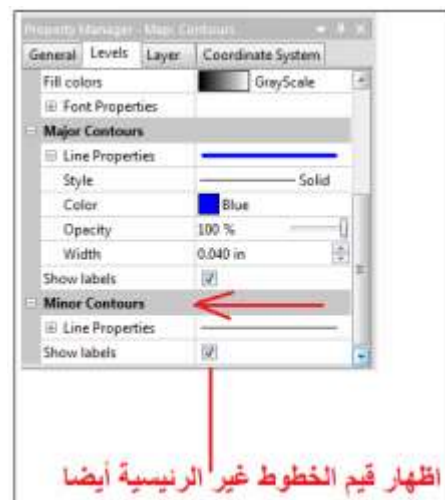 Property Manager - Map: Contours
General Levels Layer Coordinate System
Fill colors GrayScale
Font Properties
Major Contours
Line Properties
Style Solid
Color Blue
Opacity 100 %
Width 0.040 in
Show labels
Minor Contours
Line Properties
Show labels
اظهار قيم الخطوط غير الرئيسية أيضا